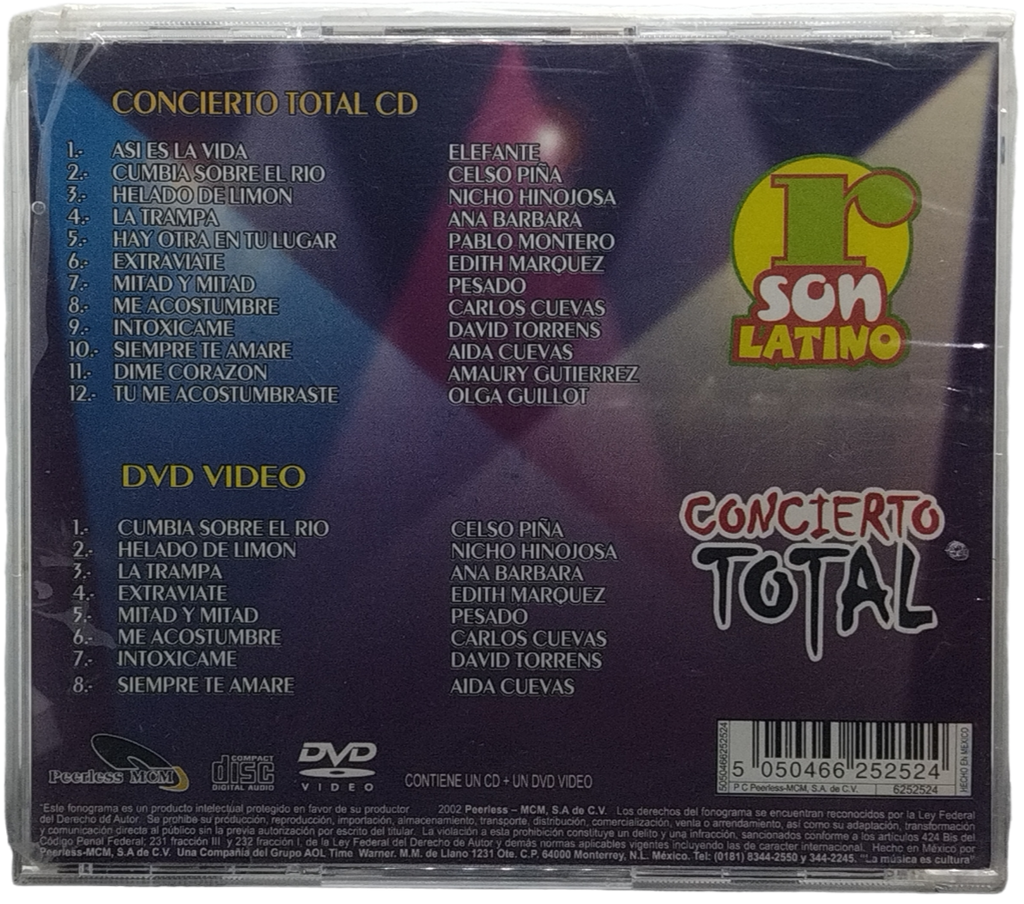 CONCIERTO TOTAL CD
1.- ASI ES LA VIDA ELEFANTE
2.- CUMBIA SOBRE EL RIO CELSO PIÑA
3.- HELADO DE LIMON NICHO HINOJOSA
4.- LA TRAMPA ANA BARBARA
5.- HAY OTRA EN TU LUGAR PABLO MONTERO
6.- EXTRAVIATE EDITH MARQUEZ
7.- MITAD Y MITAD PESADO
8.- ME ACOSTUMBRE CARLOS CUEVAS
9.- INTOXICAME DAVID TORRENS
10.- SIEMPRE TE AMARE AIDA CUEVAS
11.- DIME CORAZON AMAURY GUTIERREZ
12.- TU ME ACOSTUMBRASTE OLGA GUILLOT
r
SON
LATINO
DVD VIDEO
1.- CUMBIA SOBRE EL RIO CELSO PIÑA
2.- HELADO DE LIMON NICHO HINOJOSA
3.- LA TRAMPA ANA BARBARA
4.- EXTRAVIATE EDITH MARQUEZ
5.- MITAD Y MITAD PESADO
6.- ME ACOSTUMBRE CARLOS CUEVAS
7.- INTOXICAME DAVID TORRENS
8.- SIEMPRE TE AMARE AIDA CUEVAS
CONCIERTO
TOTAL
Peerless MCM
COMPACT
disc
DIGITAL AUDIO
DVD
VIDEO
CONTIENE UN CD + UN DVD VIDEO
5050466252524
5 050466 252524
P C Peerless-MCM, S.A. de C.V. 6252524
HECHO EN MEXICO
"Este fonograma es un producto intelectual protegido en favor de su productor 2002 Peerless – MCM, S.A de C.V. Los derechos del fonograma se encuentran reconocidos por la Ley Federal
del Derecho de Autor. Se prohibe su producción, reproducción, importación, almacenamiento, transporte, distribución, comercialización, venta o arrendamiento, así como su adaptación, transformación
y comunicación directa al público sin la previa autorización por escrito del titular. La violación a esta prohibición constituye un delito y una infracción, sancionados conforme a los artículos 424 Bis del
Código Penal Federal; 231 fracción III y 232 fracción I, de la Ley Federal del Derecho de Autor y demás normas aplicables vigentes incluyendo las de caracter internacional. Hecho en México por
Peerless-MCM, S.A de C.V. Una Compañía del Grupo AOL Time Warner. M.M. de Llano 1231 Ote. C.P. 64000 Monterrey, N.L. México. Tel: (0181) 8344-2550 y 344-2245. "La música es cultura"